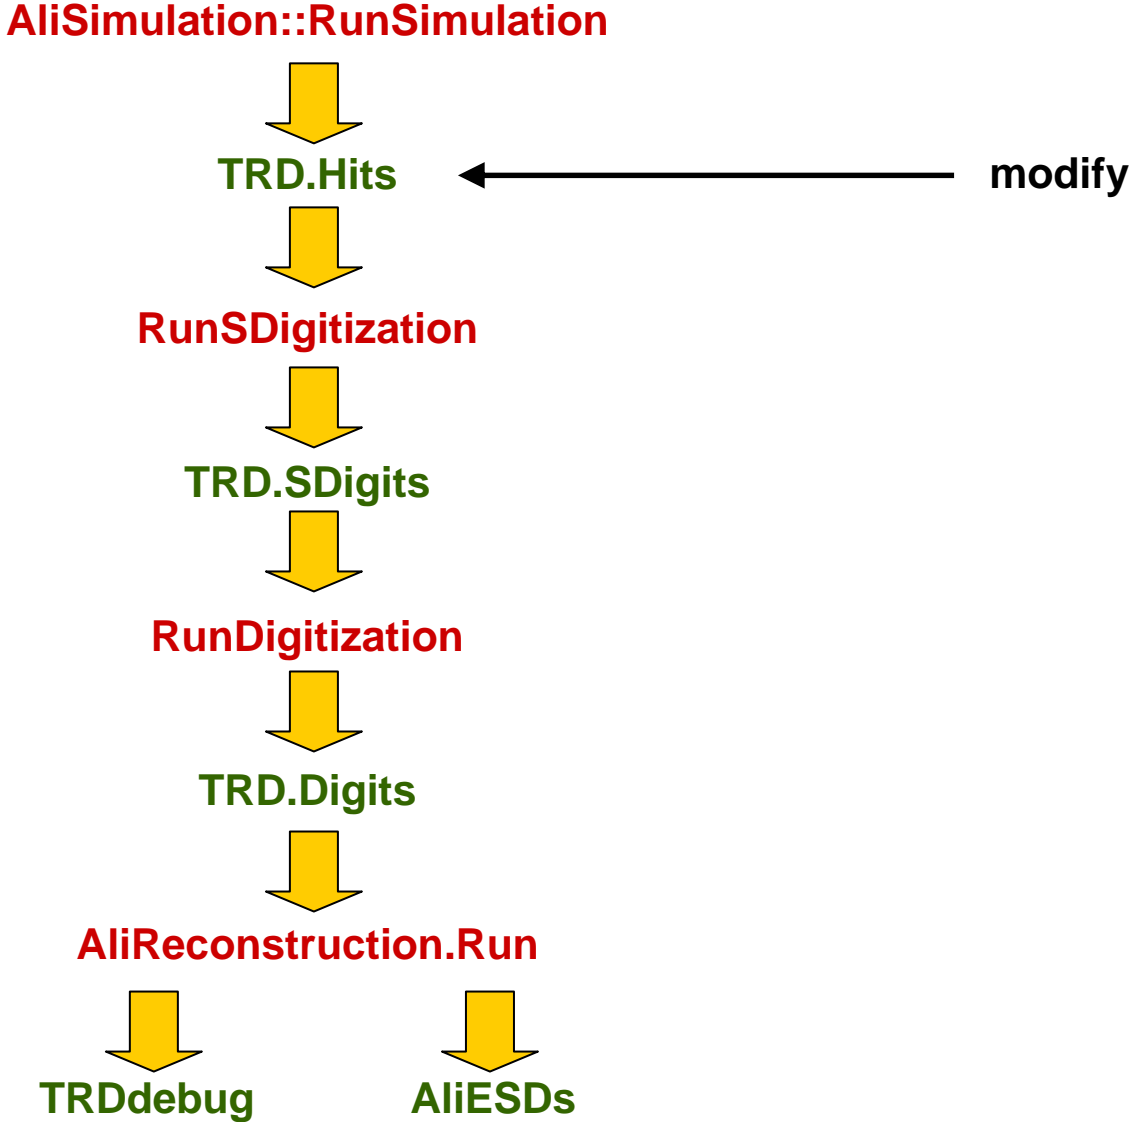 AliSimulation::RunSimulation
TRD.Hits
modify
RunSDigitization
TRD.SDigits
RunDigitization
TRD.Digits
AliReconstruction.Run
TRDdebug
AliESDs